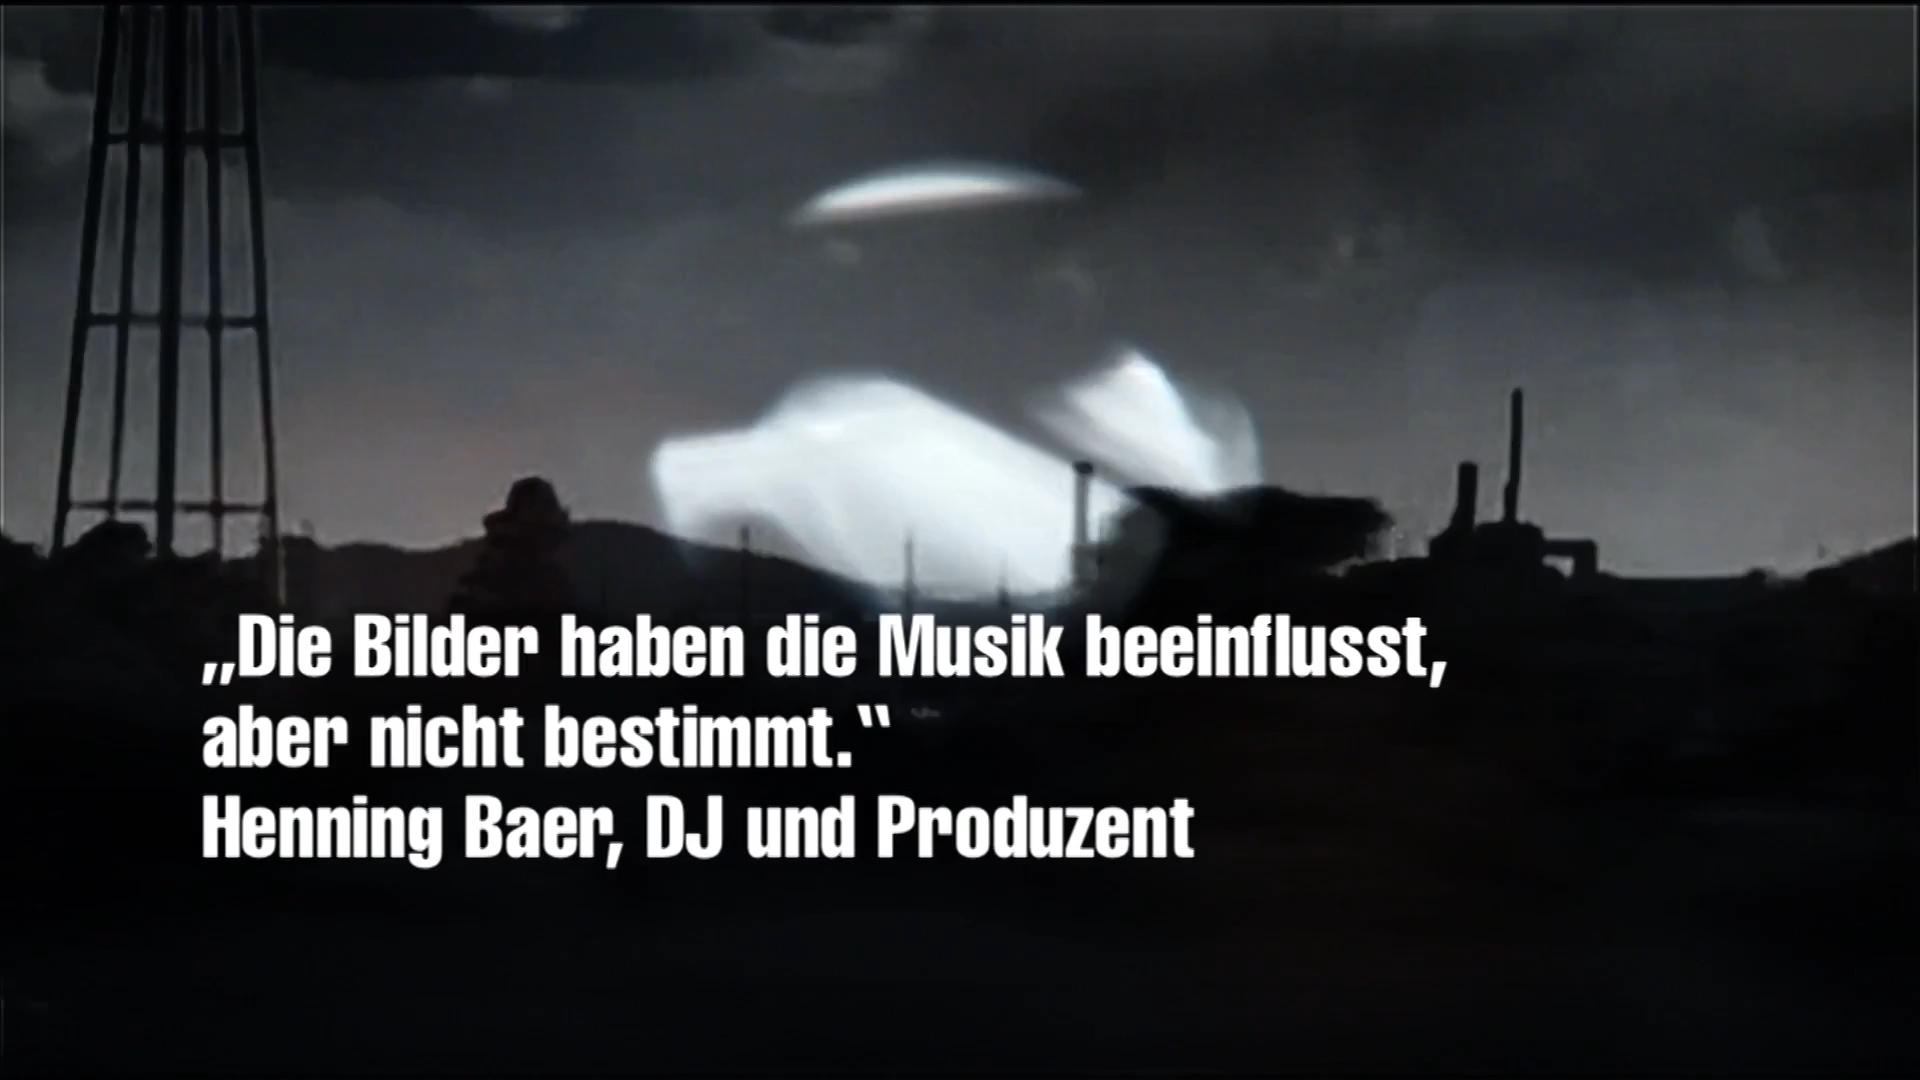 „Die Bilder haben die Musik beeinflusst,
aber nicht bestimmt.“
Henning Baer, DJ und Produzent